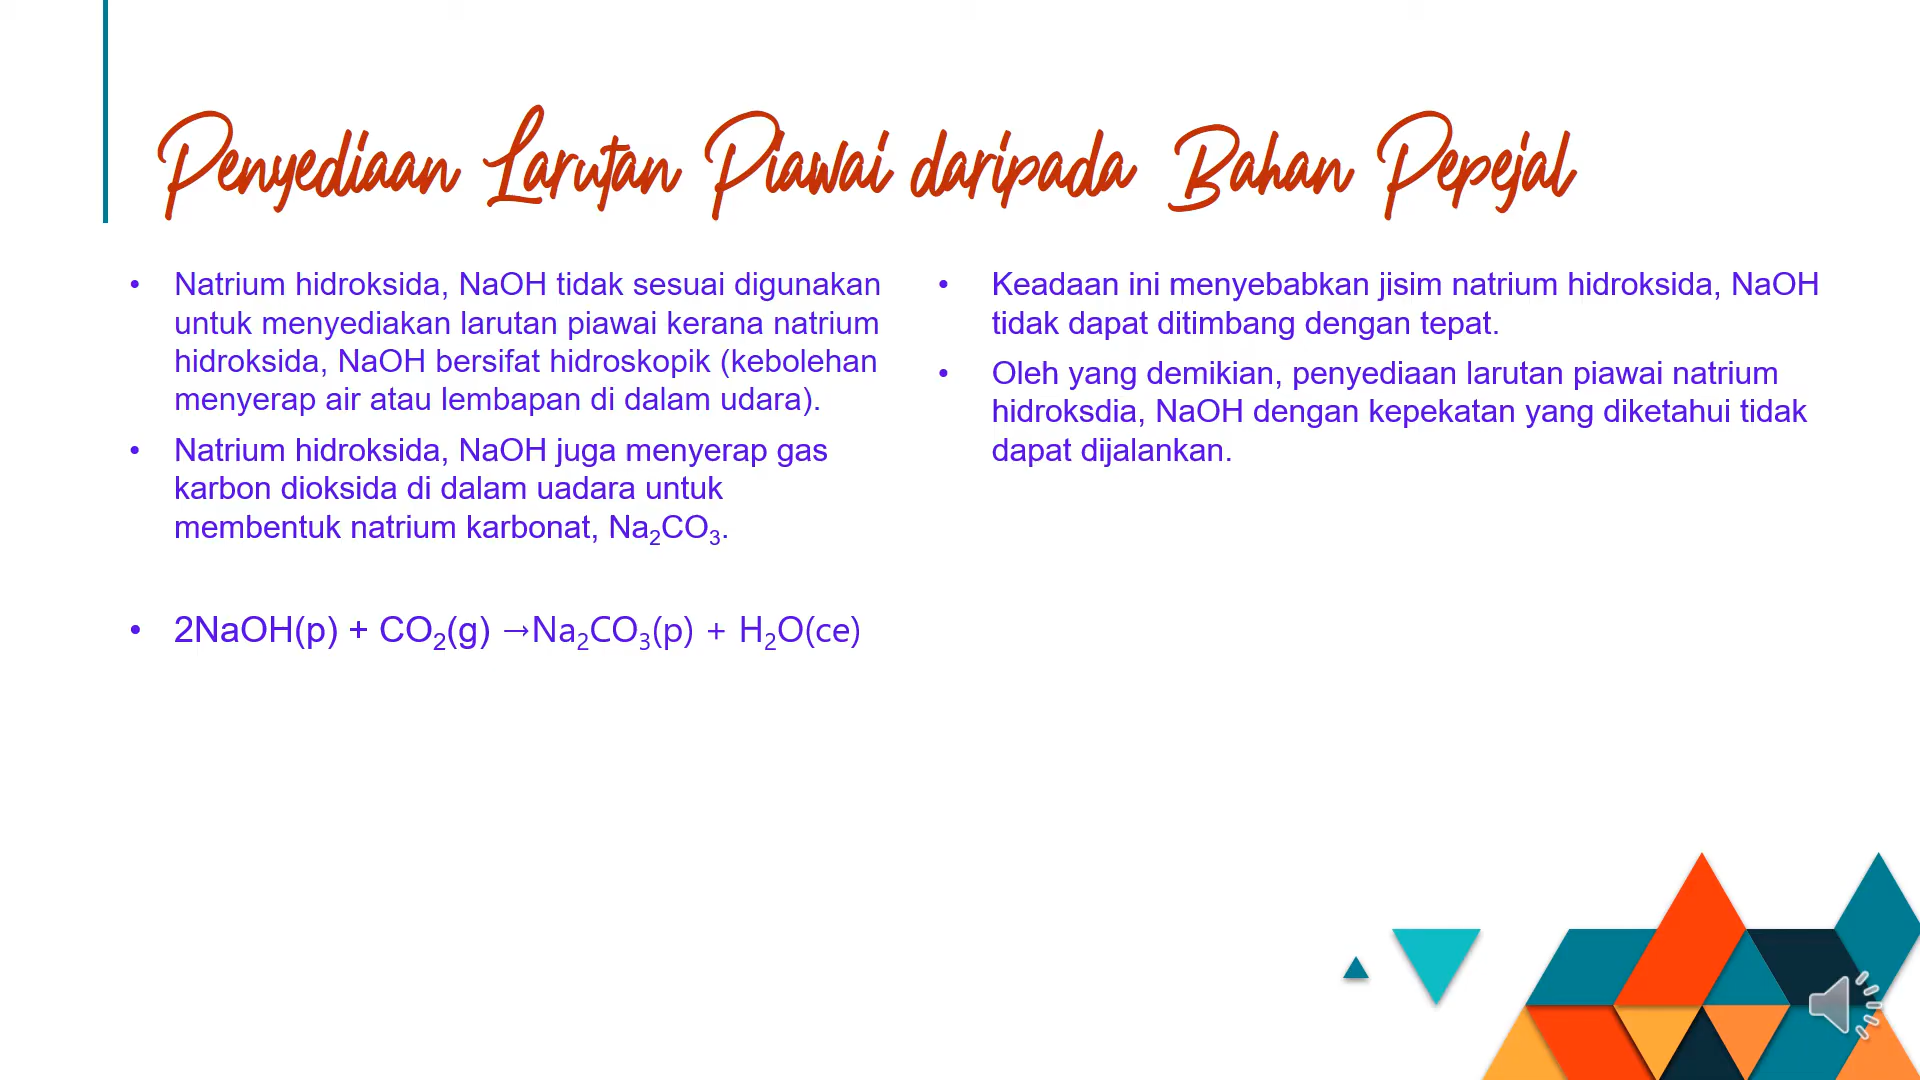 Penyediaan Larutan Piawai daripada Bahan Pepejal
• Natrium hidroksida, NaOH tidak sesuai digunakan
untuk menyediakan larutan piawai kerana natrium
hidroksida, NaOH bersifat hidroskopik (kebolehan
menyerap air atau lembapan di dalam udara).
• Natrium hidroksida, NaOH juga menyerap gas
karbon dioksida di dalam uadara untuk
membentuk natrium karbonat, Na₂CO₃.
• 2NaOH(p) + CO₂(g) →Na₂CO₃(p) + H₂O(ce)
• Keadaan ini menyebabkan jisim natrium hidroksida, NaOH
tidak dapat ditimbang dengan tepat.
• Oleh yang demikian, penyediaan larutan piawai natrium
hidroksdia, NaOH dengan kepekatan yang diketahui tidak
dapat dijalankan.